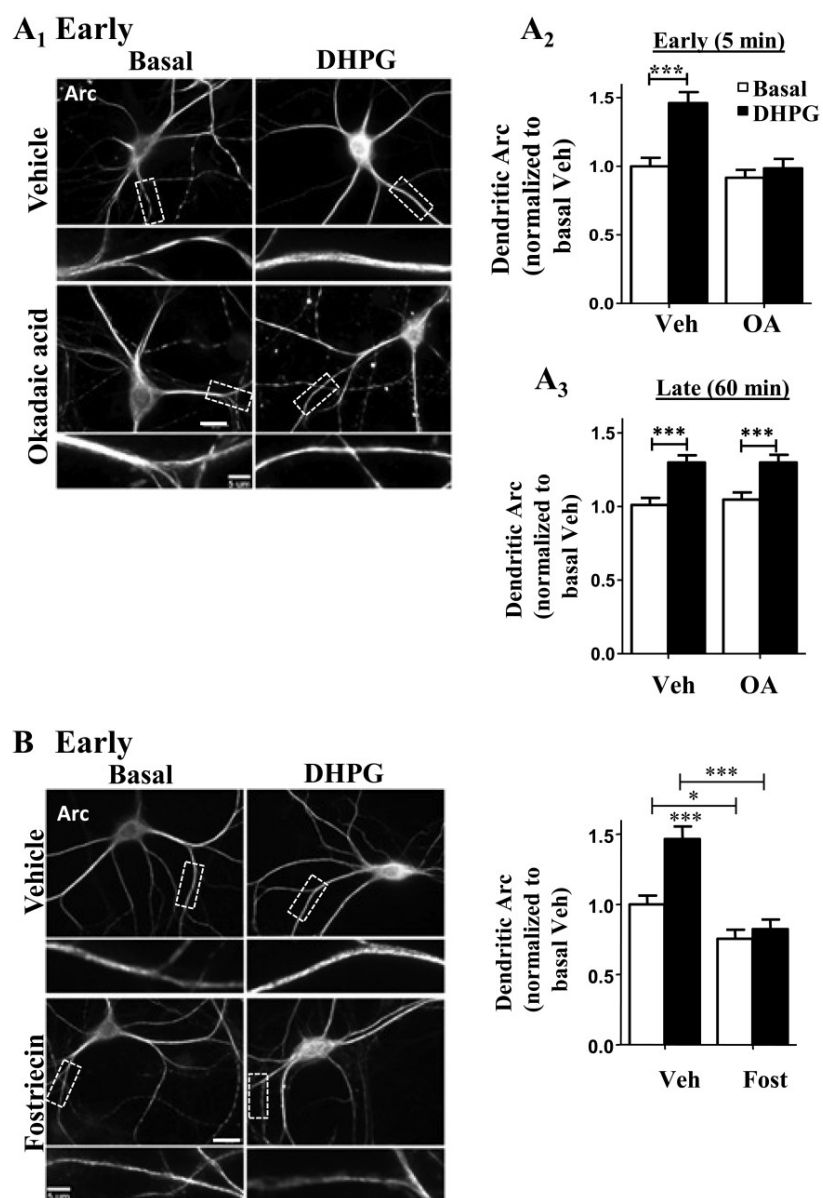 A1 Early
Basal DHPG
Arc
Vehicle
Okadaic acid
5 um
A2
Early (5 min)
***
Basal
DHPG
Dendritic Arc
(normalized to
basal Veh)
1.5
1.0
0.5
0.0
Veh OA
A3
Late (60 min)
*** ***
Dendritic Arc
(normalized to
basal Veh)
1.5
1.0
0.5
0.0
Veh OA
B Early
Basal DHPG
Arc
Vehicle
Fostriecin
5 um
***
*
***
Dendritic Arc
(normalized to
basal Veh)
1.5
1.0
0.5
0.0
Veh Fost